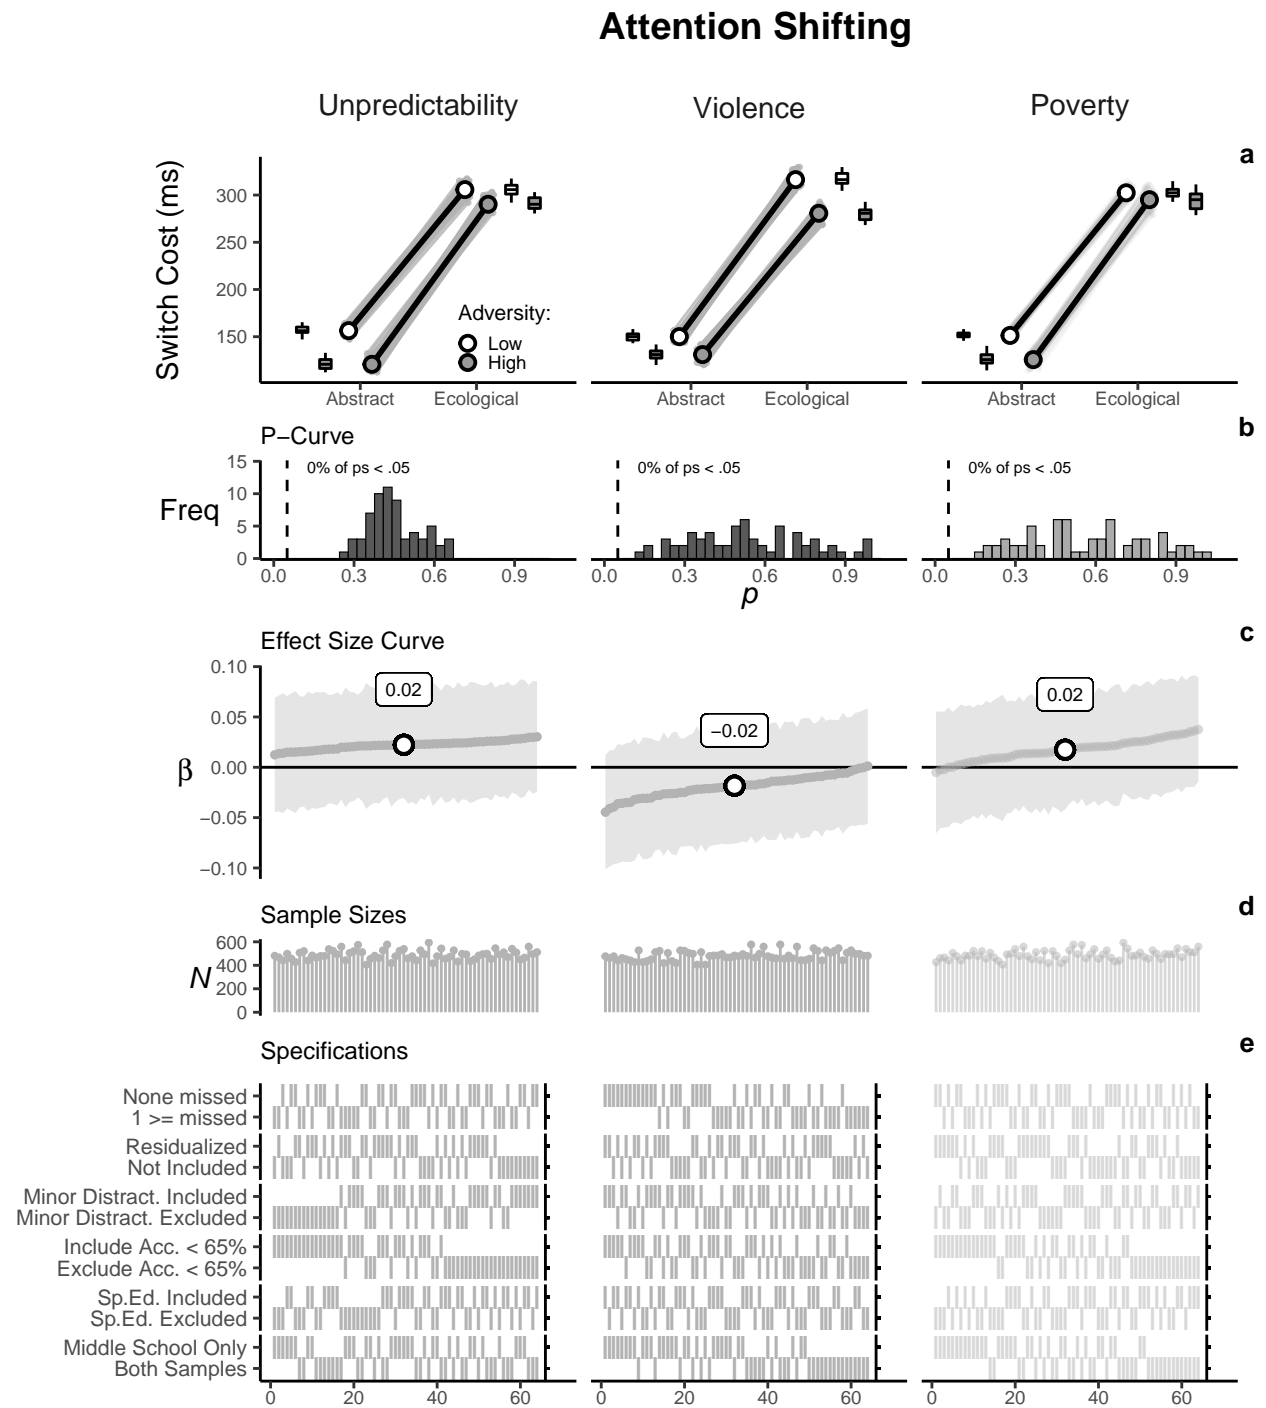 Attention Shifting
Unpredictability
Violence
Poverty
a
Switch Cost (ms)
300
250
200
150
Adversity:
Low
High
Abstract Ecological
Abstract Ecological
Abstract Ecological
P−Curve
b
Freq
15
10
5
0
0% of ps < .05
0% of ps < .05
0% of ps < .05
0.0 0.3 0.6 0.9
0.0 0.3 0.6 0.9
0.0 0.3 0.6 0.9
p
Effect Size Curve
c
β
0.10
0.05
0.00
−0.05
−0.10
0.02
−0.02
0.02
Sample Sizes
d
N
600
400
200
0
Specifications
e
None missed
1 >= missed
Residualized
Not Included
Minor Distract. Included
Minor Distract. Excluded
Include Acc. < 65%
Exclude Acc. < 65%
Sp.Ed. Included
Sp.Ed. Excluded
Middle School Only
Both Samples
0 20 40 60
0 20 40 60
0 20 40 60